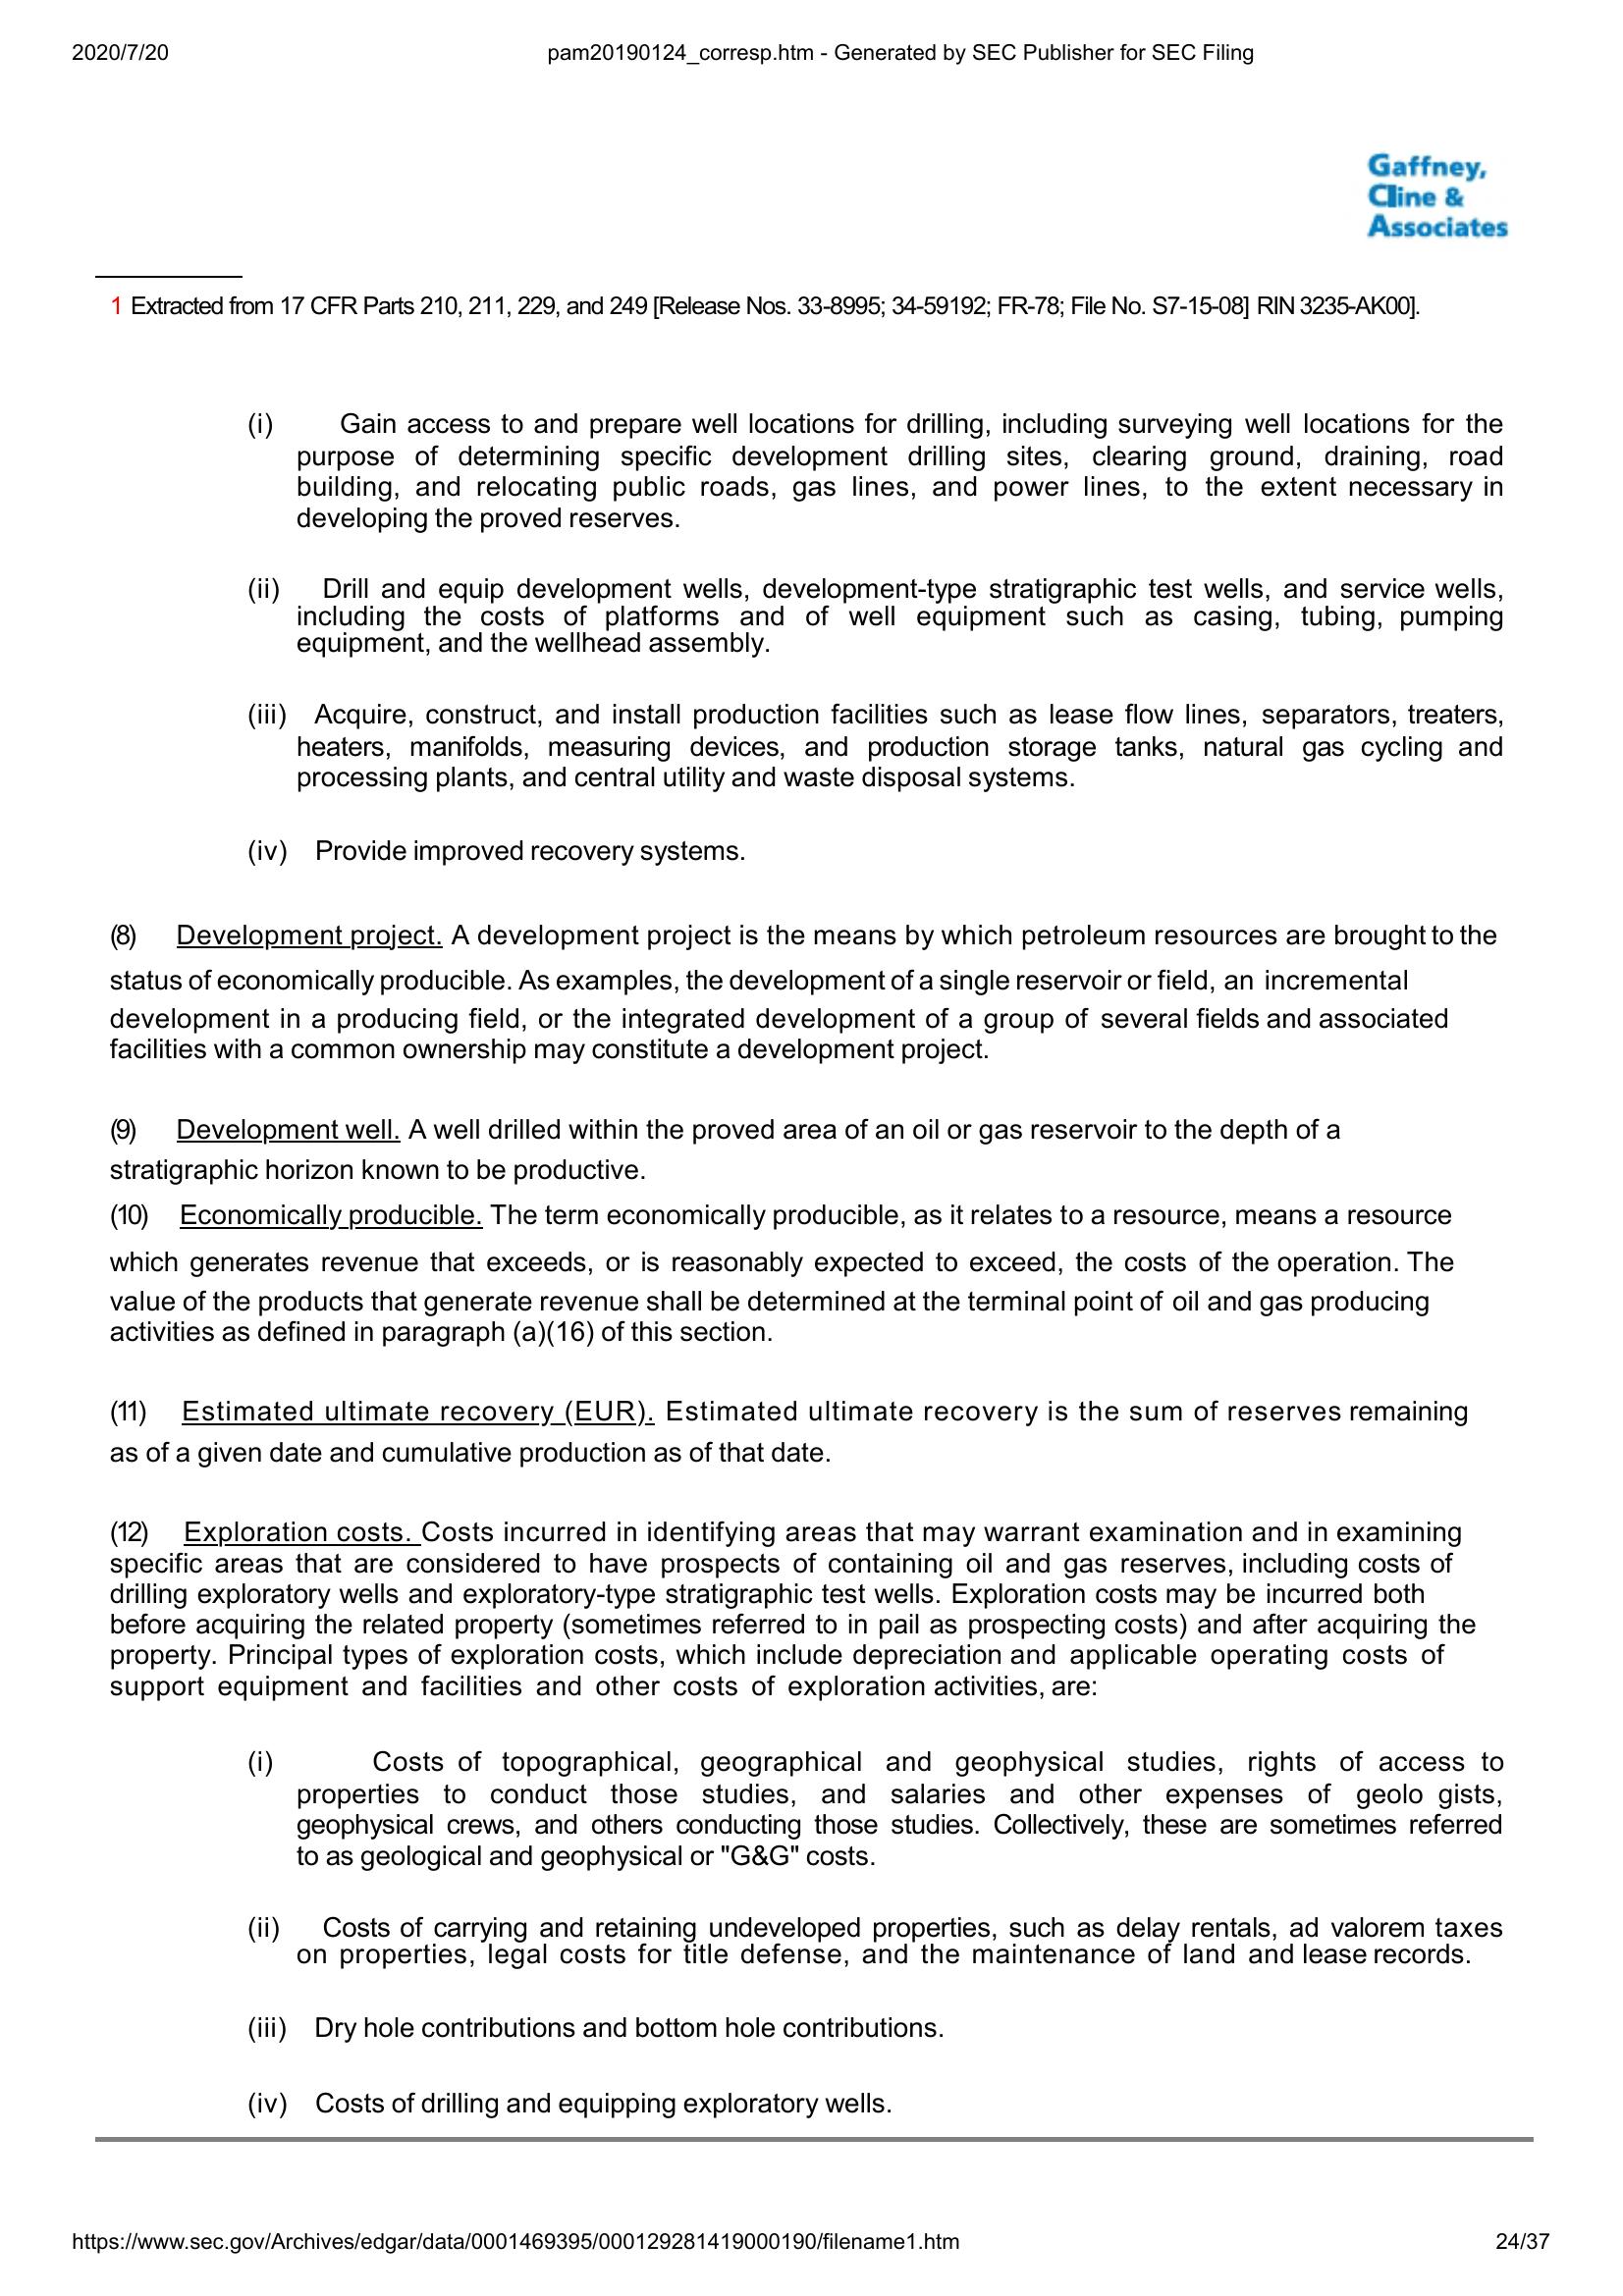 2020/7/20 pam20190124_corresp.htm - Generated by SEC Publisher for SEC Filing
Gaffney,
Cline &
Associates
1 Extracted from 17 CFR Parts 210, 211, 229, and 249 [Release Nos. 33-8995; 34-59192; FR-78; File No. S7-15-08] RIN 3235-AK00].
(i) Gain access to and prepare well locations for drilling, including surveying well locations for the
purpose of determining specific development drilling sites, clearing ground, draining, road
building, and relocating public roads, gas lines, and power lines, to the extent necessary in
developing the proved reserves.
(ii) Drill and equip development wells, development-type stratigraphic test wells, and service wells,
including the costs of platforms and of well equipment such as casing, tubing, pumping
equipment, and the wellhead assembly.
(iii) Acquire, construct, and install production facilities such as lease flow lines, separators, treaters,
heaters, manifolds, measuring devices, and production storage tanks, natural gas cycling and
processing plants, and central utility and waste disposal systems.
(iv) Provide improved recovery systems.
(8) Development project. A development project is the means by which petroleum resources are brought to the
status of economically producible. As examples, the development of a single reservoir or field, an incremental
development in a producing field, or the integrated development of a group of several fields and associated
facilities with a common ownership may constitute a development project.
(9) Development well. A well drilled within the proved area of an oil or gas reservoir to the depth of a
stratigraphic horizon known to be productive.
(10) Economically producible. The term economically producible, as it relates to a resource, means a resource
which generates revenue that exceeds, or is reasonably expected to exceed, the costs of the operation. The
value of the products that generate revenue shall be determined at the terminal point of oil and gas producing
activities as defined in paragraph (a)(16) of this section.
(11) Estimated ultimate recovery (EUR). Estimated ultimate recovery is the sum of reserves remaining
as of a given date and cumulative production as of that date.
(12) Exploration costs. Costs incurred in identifying areas that may warrant examination and in examining
specific areas that are considered to have prospects of containing oil and gas reserves, including costs of
drilling exploratory wells and exploratory-type stratigraphic test wells. Exploration costs may be incurred both
before acquiring the related property (sometimes referred to in pail as prospecting costs) and after acquiring the
property. Principal types of exploration costs, which include depreciation and applicable operating costs of
support equipment and facilities and other costs of exploration activities, are:
(i) Costs of topographical, geographical and geophysical studies, rights of access to
properties to conduct those studies, and salaries and other expenses of geolo gists,
geophysical crews, and others conducting those studies. Collectively, these are sometimes referred
to as geological and geophysical or "G&G" costs.
(ii) Costs of carrying and retaining undeveloped properties, such as delay rentals, ad valorem taxes
on properties, legal costs for title defense, and the maintenance of land and lease records.
(iii) Dry hole contributions and bottom hole contributions.
(iv) Costs of drilling and equipping exploratory wells.
https://www.sec.gov/Archives/edgar/data/0001469395/000129281419000190/filename1.htm 24/37